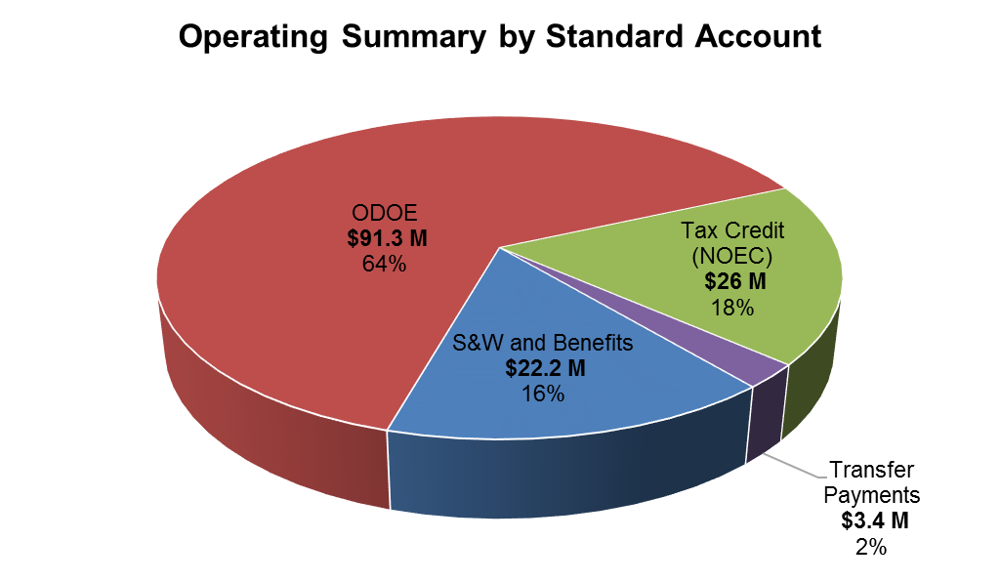 Operating Summary by Standard Account
ODOE
$91.3 M
64%
Tax Credit
(NOEC)
$26 M
18%
S&W and Benefits
$22.2 M
16%
Transfer
Payments
$3.4 M
2%